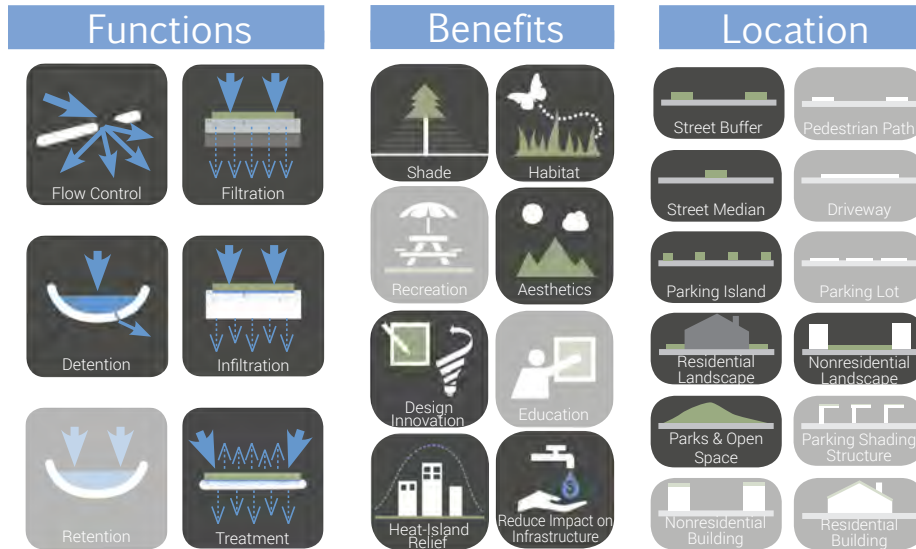 Functions
Benefits
Location
Flow Control
Filtration
Detention
Infiltration
Retention
Treatment
Shade
Habitat
Recreation
Aesthetics
Design
Innovation
Education
Heat-Island
Relief
Reduce Impact on
Infrastructure
Street Buffer
Pedestrian Path
Street Median
Driveway
Parking Island
Parking Lot
Residential
Landscape
Nonresidential
Landscape
Parks & Open
Space
Parking Shading
Structure
Nonresidential
Building
Residential
Building